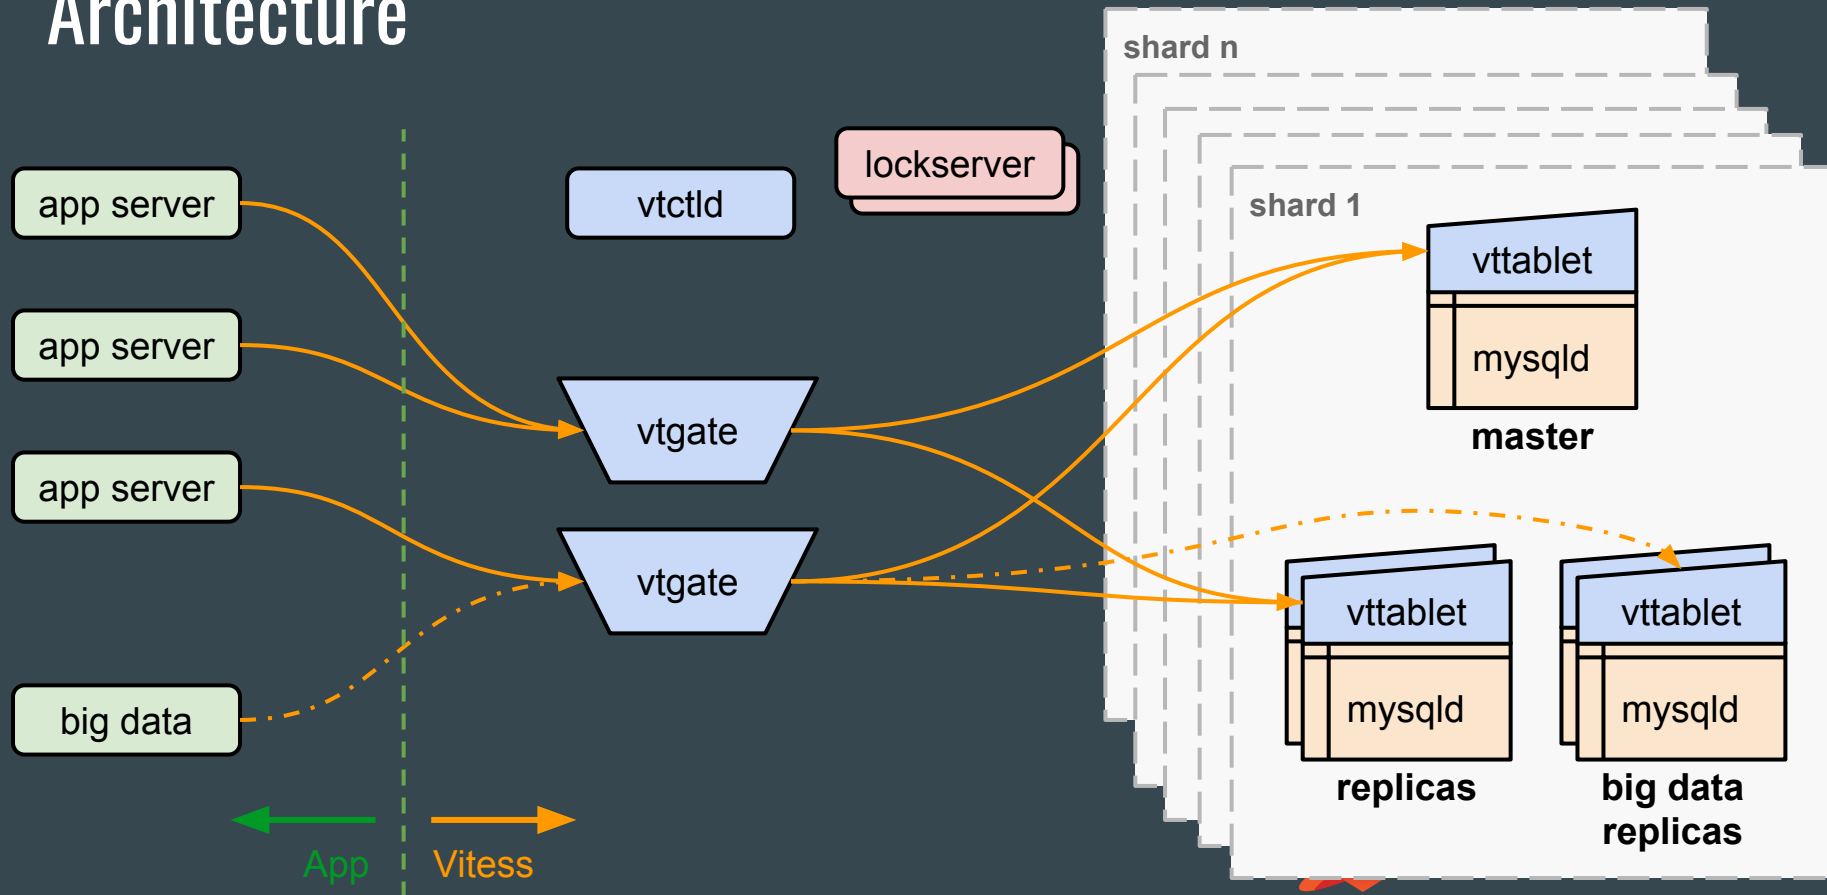 Architecture
shard n
lockserver
app server
vtctld
shard 1
vttablet
app server
mysqld
vtgate
master
app server
vtgate
vttablet
vttablet
big data
mysqld
mysqld
replicas
big data
replicas
App
Vitess